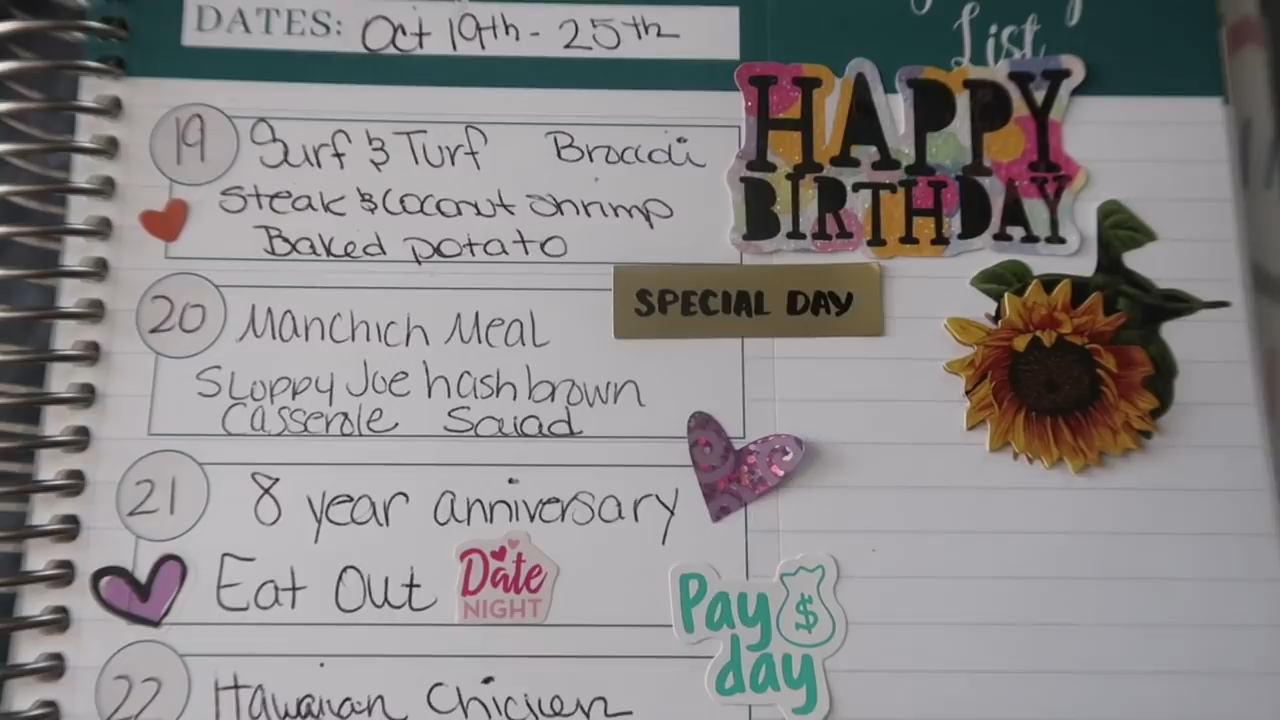 DATES: Oct 19th - 25th
List
HAPPY
BIRTHDAY
19 Surf & Turf Broccoli
Steak & Coconut Shrimp
Baked potato
SPECIAL DAY
20 Manchich Meal
Sloppy Joe hashbrown
Casserole Salad
21 8 year anniversary
Eat Out Date
NIGHT
Pay $
day
22 Hawaiian Chicken